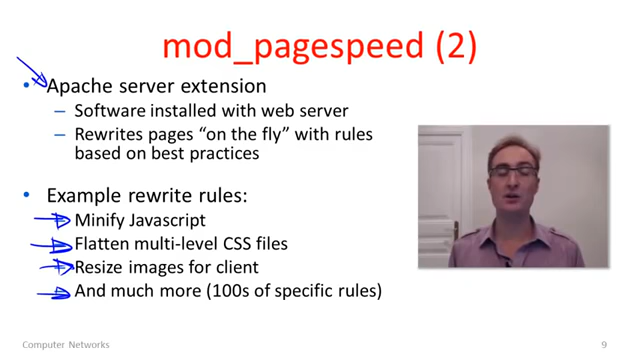 mod_pagespeed (2)
• Apache server extension
– Software installed with web server
– Rewrites pages “on the fly” with rules
based on best practices
• Example rewrite rules:
– Minify Javascript
– Flatten multi-level CSS files
– Resize images for client
– And much more (100s of specific rules)
Computer Networks
9